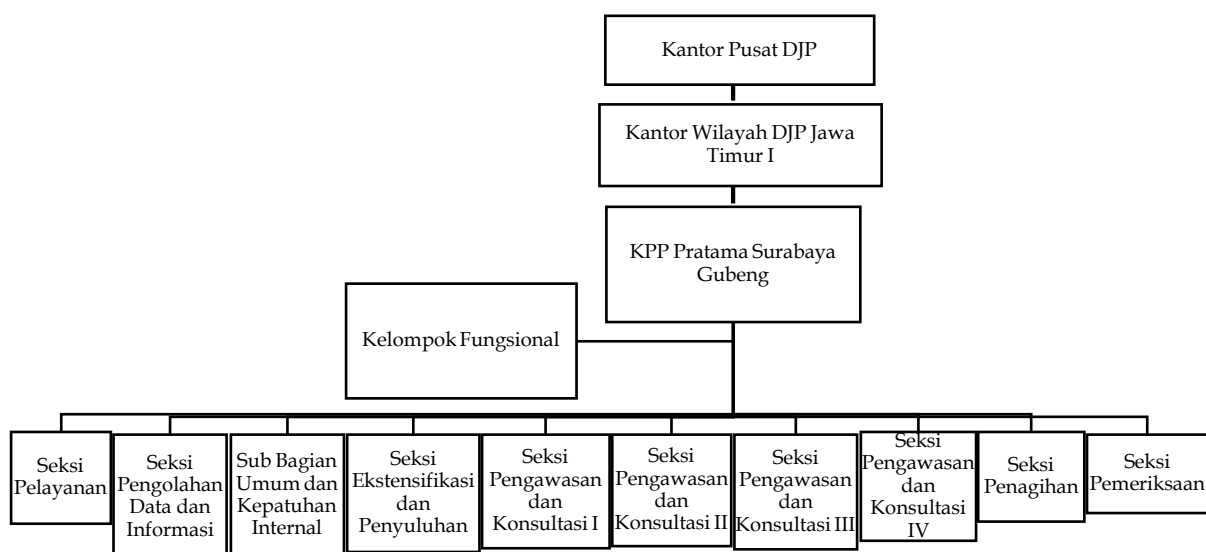 Kantor Pusat DJP
Kantor Wilayah DJP Jawa
Timur I
KPP Pratama Surabaya
Gubeng
Kelompok Fungsional
Seksi
Pelayanan
Seksi
Pengolahan
Data dan
Informasi
Sub Bagian
Umum dan
Kepatuhan
Internal
Seksi
Ekstensifikasi
dan
Penyuluhan
Seksi
Pengawasan
dan
Konsultasi I
Seksi
Pengawasan
dan
Konsultasi II
Seksi
Pengawasan
dan
Konsultasi III
Seksi
Pengawasan
dan
Konsultasi
IV
Seksi
Penagihan
Seksi
Pemeriksaan